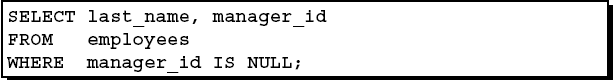 SELECT last_name, manager_id
FROM   employees
WHERE  manager_id IS NULL;